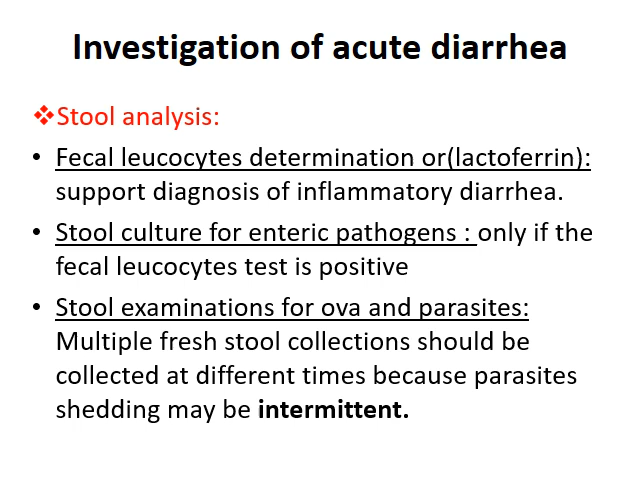 Investigation of acute diarrhea
❖Stool analysis:
• Fecal leucocytes determination or(lactoferrin):
support diagnosis of inflammatory diarrhea.
• Stool culture for enteric pathogens : only if the
fecal leucocytes test is positive
• Stool examinations for ova and parasites:
Multiple fresh stool collections should be
collected at different times because parasites
shedding may be intermittent.